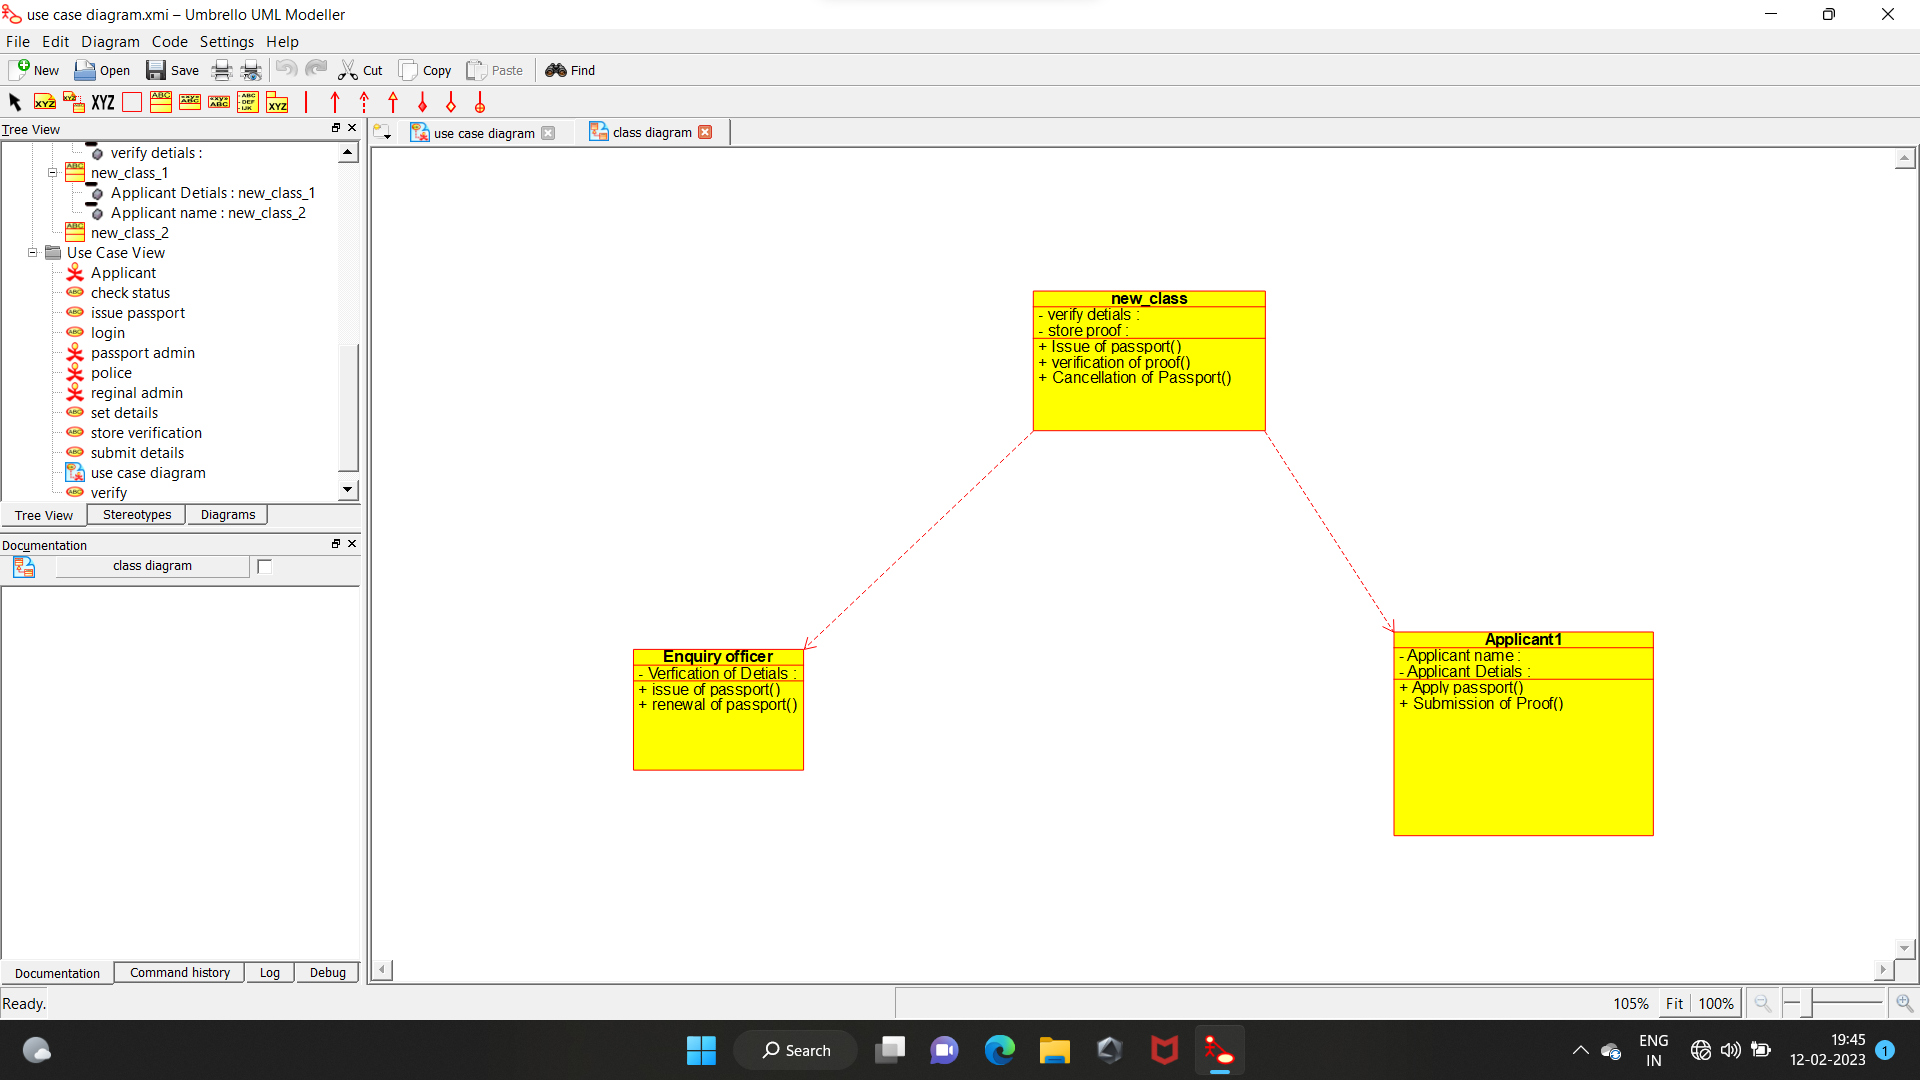 use case diagram.xmi – Umbrello UML Modeller
File Edit Diagram Code Settings Help
New Open Save Cut Copy Paste Find
XYZ XYZ XYZ ABC ABC XYZ
Tree View
use case diagram class diagram
verify detials :
new_class_1
Applicant Detials : new_class_1
Applicant name : new_class_2
new_class_2
Use Case View
Applicant
check status
issue passport
login
passport admin
police
reginal admin
set details
store verification
submit details
use case diagram
verify
Tree View Stereotypes Diagrams
Documentation
class diagram
Documentation Command history Log Debug
new_class
- verify detials :
- store proof :
+ Issue of passport()
+ verification of proof()
+ Cancellation of Passport()
Enquiry officer
- Verfication of Detials :
+ issue of passport()
+ renewal of passport()
Applicant1
- Applicant name :
- Applicant Detials :
+ Apply passport()
+ Submission of Proof()
Ready.
105% Fit 100%
Search
ENG
IN
19:45
12-02-2023
1